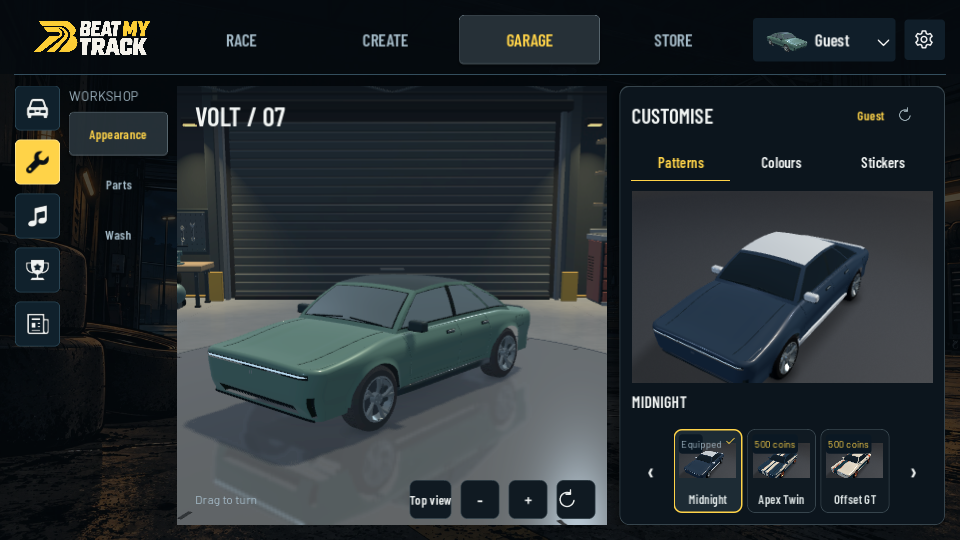 BEAT MY
TRACK
RACE
CREATE
GARAGE
STORE
Guest
WORKSHOP
Appearance
Parts
Wash
VOLT / 07
Drag to turn
Top view
-
+
CUSTOMISE
Guest
Patterns
Colours
Stickers
MIDNIGHT
Equipped
Midnight
500 coins
Apex Twin
500 coins
Offset GT